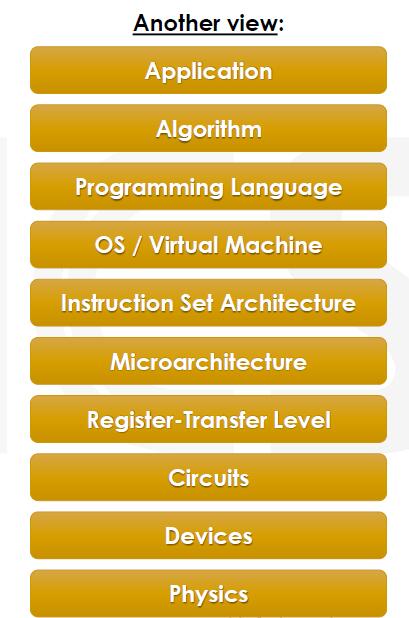 Another view:
Application
Algorithm
Programming Language
OS / Virtual Machine
Instruction Set Architecture
Microarchitecture
Register-Transfer Level
Circuits
Devices
Physics